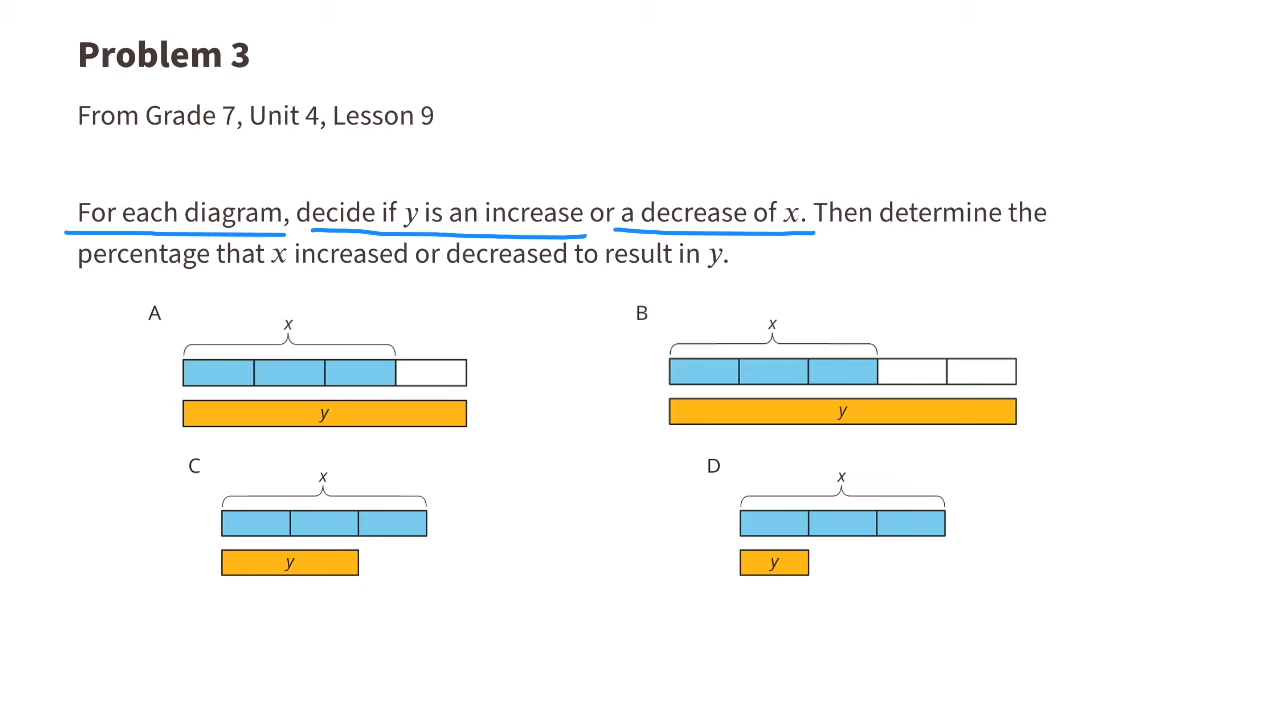 Problem 3
From Grade 7, Unit 4, Lesson 9
For each diagram, decide if y is an increase or a decrease of x. Then determine the
percentage that x increased or decreased to result in y.
A
x
y
B
x
y
C
x
y
D
x
y